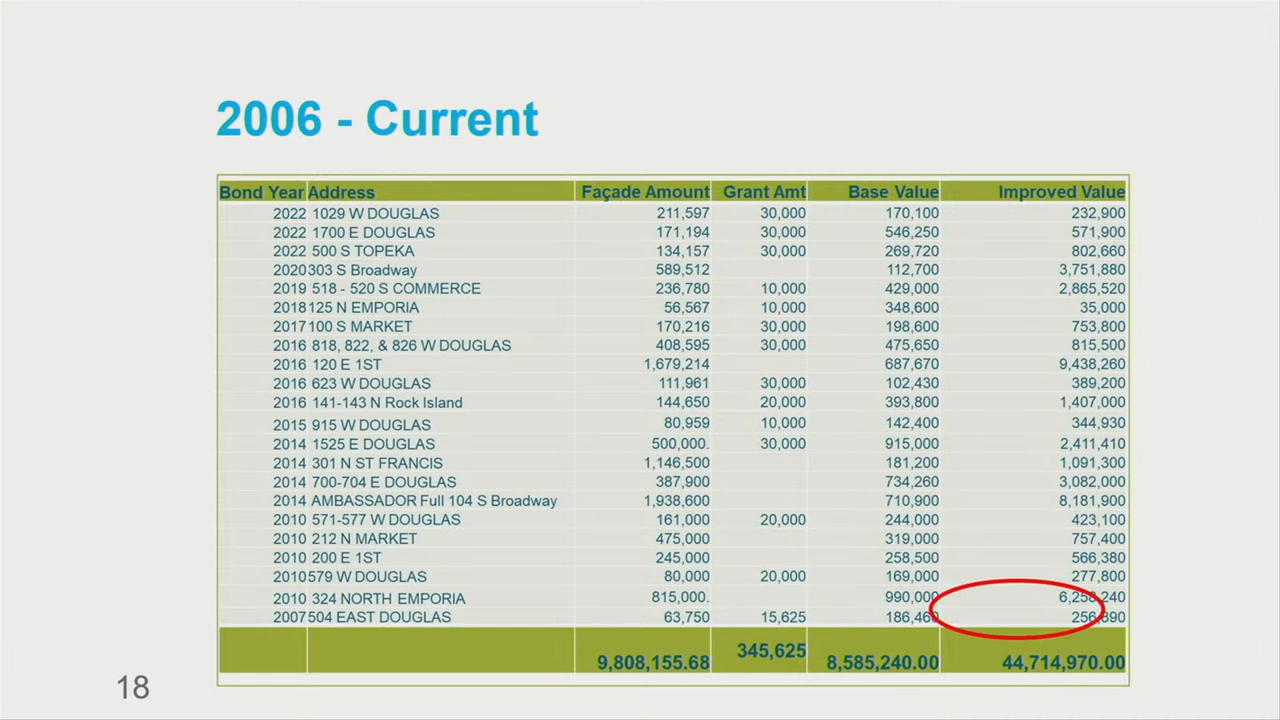 2006 - Current
Bond Year Address Façade Amount Grant Amt Base Value Improved Value
2022 1029 W DOUGLAS 211,597 30,000 170,100 232,900
2022 1700 E DOUGLAS 171,194 30,000 546,250 571,900
2022 500 S TOPEKA 134,157 30,000 269,720 802,660
2020 303 S Broadway 589,512 112,700 3,751,880
2019 518 - 520 S COMMERCE 236,780 10,000 429,000 2,865,520
2018 125 N EMPORIA 56,567 10,000 348,600 35,000
2017 100 S MARKET 170,216 30,000 198,600 753,800
2016 818, 822, & 826 W DOUGLAS 408,595 30,000 475,650 815,500
2016 120 E 1ST 1,679,214 687,670 9,438,260
2016 623 W DOUGLAS 111,961 30,000 102,430 389,200
2016 141-143 N Rock Island 144,650 20,000 393,800 1,407,000
2015 915 W DOUGLAS 80,959 10,000 142,400 344,930
2014 1525 E DOUGLAS 500,000. 30,000 915,000 2,411,410
2014 301 N ST FRANCIS 1,146,500 181,200 1,091,300
2014 700-704 E DOUGLAS 387,900 734,260 3,082,000
2014 AMBASSADOR Full 104 S Broadway 1,938,600 710,900 8,181,900
2010 571-577 W DOUGLAS 161,000 20,000 244,000 423,100
2010 212 N MARKET 475,000 319,000 757,400
2010 200 E 1ST 245,000 258,500 566,380
2010 579 W DOUGLAS 80,000 20,000 169,000 277,800
2010 324 NORTH EMPORIA 815,000. 990,000
2007 504 EAST DOUGLAS 63,750 15,625 186,460
9,808,155.68 345,625 8,585,240.00 44,714,970.00
18